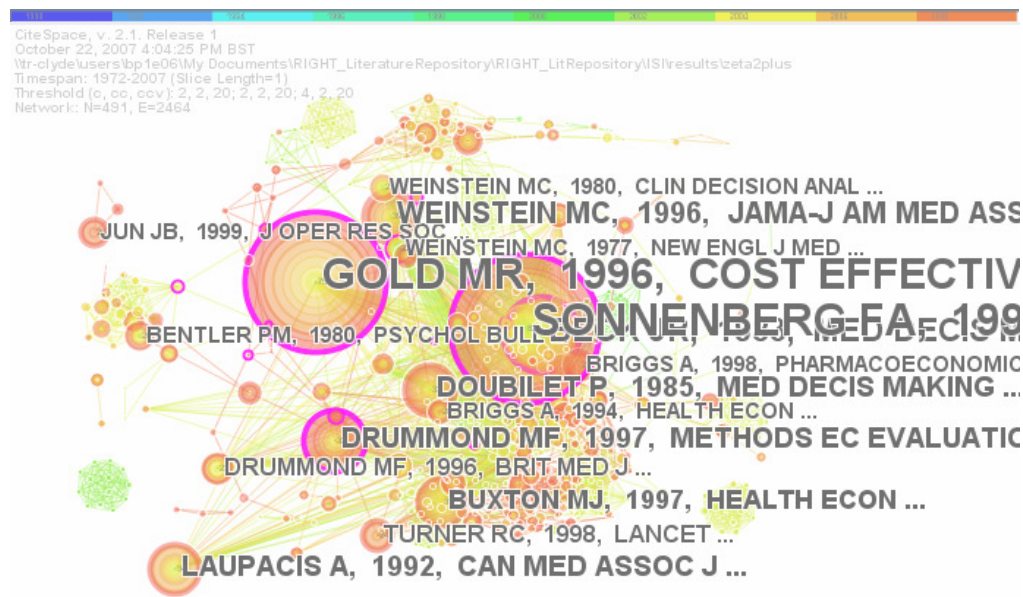 1994
1996
2002
2004
CiteSpace, v. 2.1. Release 1
October 22, 2007 4:04:25 PM BST
\\tr-clyde\users\bp1e06\My Documents\RIGHT_LiteratureRepository\RIGHT_LitRepository\ISI\results\zeta2plus
Timespan: 1972-2007 (Slice Length=1)
Threshold (c, cc, ccv): 2, 2, 20; 2, 2, 20; 4, 2, 20
Network: N=491, E=2464
WEINSTEIN MC, 1980, CLIN DECISION ANAL ...
WEINSTEIN MC, 1996, JAMA-J AM MED ASS
JUN JB, 1999, J OPER RES SOC ...
WEINSTEIN MC, 1977, NEW ENGL J MED ...
GOLD MR, 1996, COST EFFECTIV
SONNENBERG FA, 199
BENTLER PM, 1980, PSYCHOL BULL
MED DECIS M
BRIGGS A, 1998, PHARMACOECONOMIC
DOUBILET P, 1985, MED DECIS MAKING ...
BRIGGS A, 1994, HEALTH ECON ...
DRUMMOND MF, 1997, METHODS EC EVALUATIO
DRUMMOND MF, 1996, BRIT MED J ...
BUXTON MJ, 1997, HEALTH ECON ...
TURNER RC, 1998, LANCET ...
LAUPACIS A, 1992, CAN MED ASSOC J ...